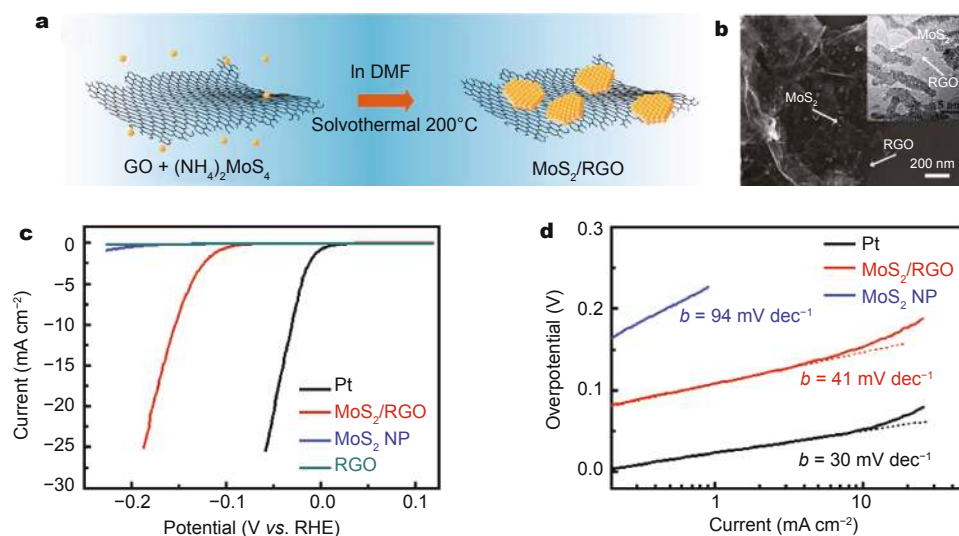 a
In DMF
Solvothermal 200°C
GO + (NH₄)₂MoS₄
MoS₂/RGO
b
MoS₂
RGO
5 nm
MoS₂
RGO
200 nm
c
0
−5
−10
−15
−20
−25
−30
Current (mA cm⁻²)
Pt
MoS₂/RGO
MoS₂ NP
RGO
−0.2
−0.1
0.0
0.1
Potential (V vs. RHE)
d
0.3
0.2
0.1
0.0
Overpotential (V)
Pt
MoS₂/RGO
MoS₂ NP
b = 94 mV dec⁻¹
b = 41 mV dec⁻¹
b = 30 mV dec⁻¹
1
10
Current (mA cm⁻²)